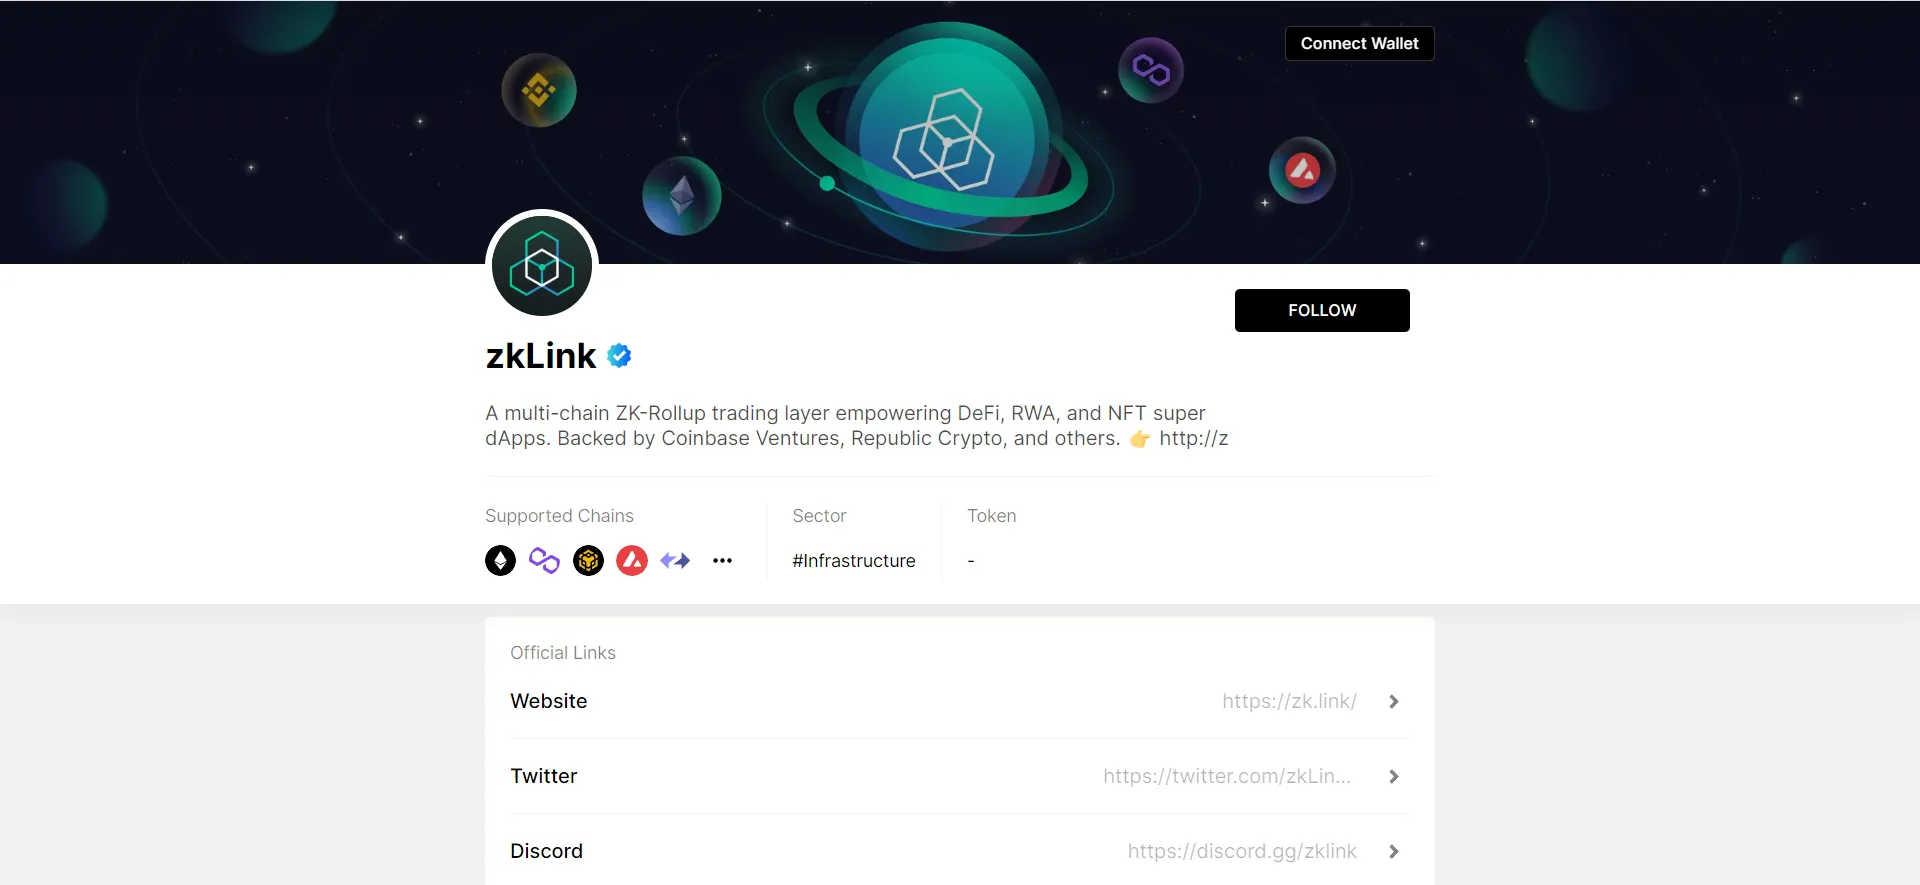 Connect Wallet
FOLLOW
zkLink
A multi-chain ZK-Rollup trading layer empowering DeFi, RWA, and NFT super
dApps. Backed by Coinbase Ventures, Republic Crypto, and others. 👉 http://z
Supported Chains
Sector
Token
#Infrastructure
-
Official Links
Website
https://zk.link/
Twitter
https://twitter.com/zkLin...
Discord
https://discord.gg/zklink